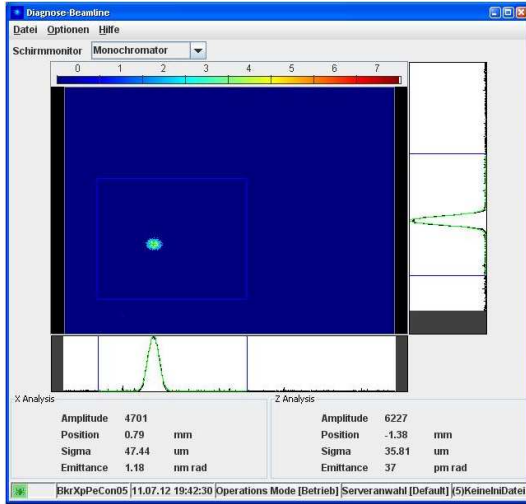 Diagnose-Beamline
Datei Optionen Hilfe
Schirmmonitor Monochromator
0 1 2 3 4 5 6 7
X Analysis
Amplitude 4701
Position 0.79 mm
Sigma 47.44 um
Emittance 1.18 nm rad
Z Analysis
Amplitude 6227
Position -1.38 mm
Sigma 35.81 um
Emittance 37 pm rad
BkrXpPeCon05 11.07.12 19:42:30 Operations Mode [Betrieb] Serveranwahl [Default] (5)KeineIniDatei